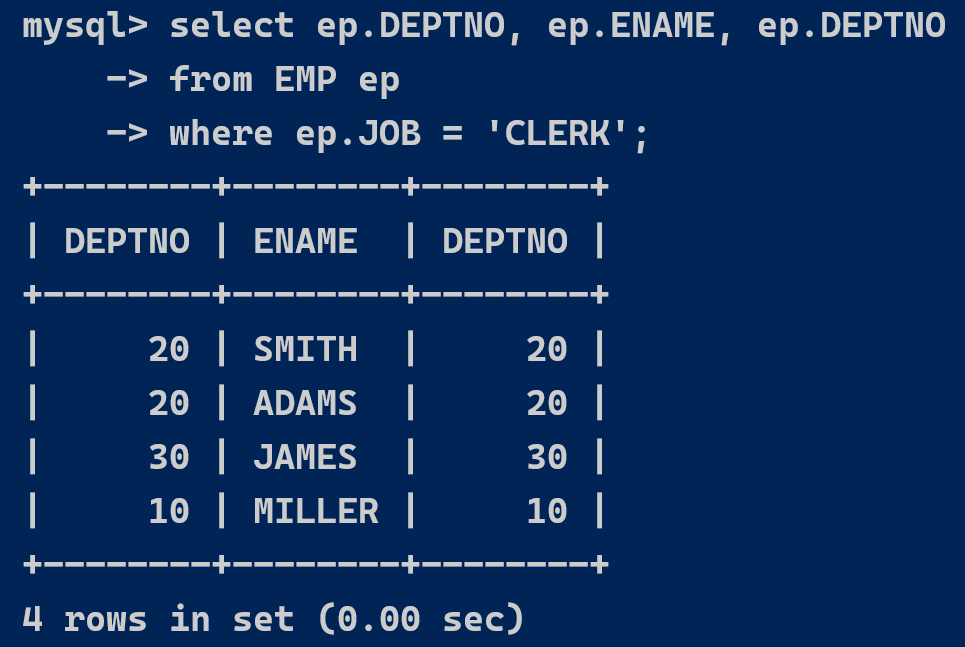 mysql> select ep.DEPTNO, ep.ENAME, ep.DEPTNO
    -> from EMP ep
    -> where ep.JOB = 'CLERK';
+--------+--------+--------+
| DEPTNO | ENAME  | DEPTNO |
+--------+--------+--------+
|     20 | SMITH  |     20 |
|     20 | ADAMS  |     20 |
|     30 | JAMES  |     30 |
|     10 | MILLER |     10 |
+--------+--------+--------+
4 rows in set (0.00 sec)